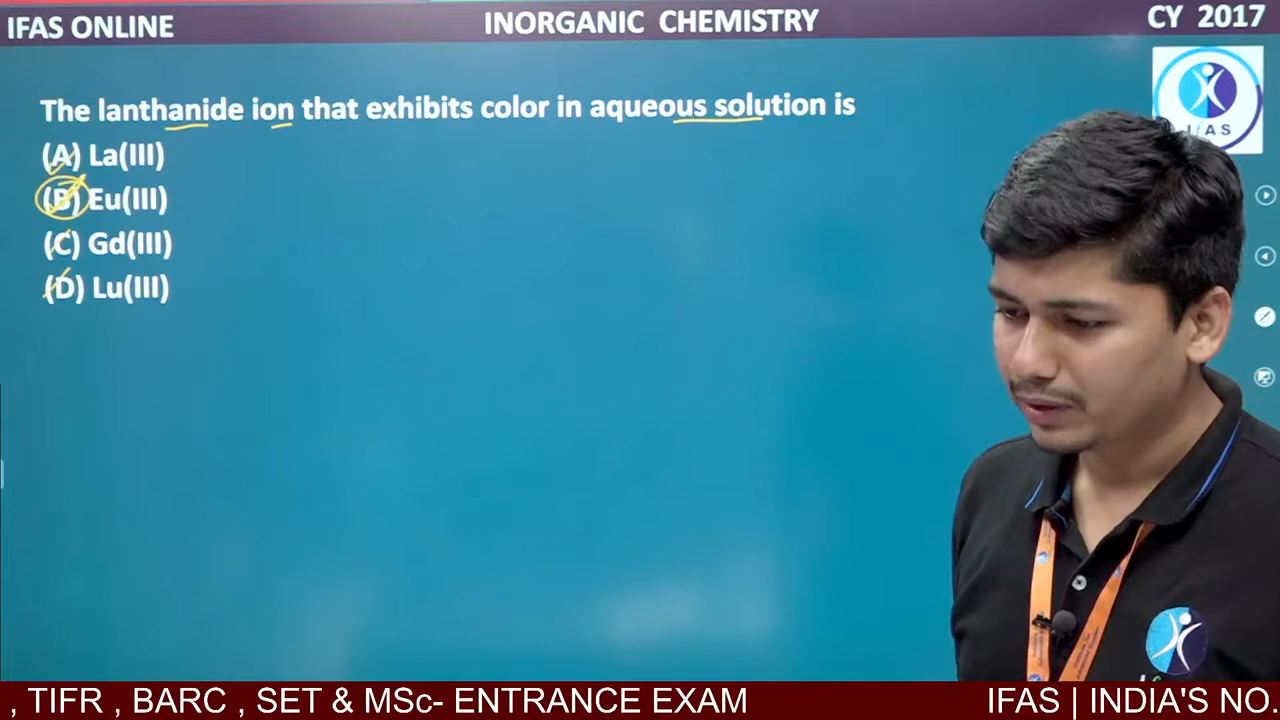 IFAS ONLINE
INORGANIC CHEMISTRY
CY 2017
IFAS
The lanthanide ion that exhibits color in aqueous solution is
(A) La(III)
(B) Eu(III)
(C) Gd(III)
(D) Lu(III)
, TIFR , BARC , SET & MSc- ENTRANCE EXAM
IFAS | INDIA'S NO.